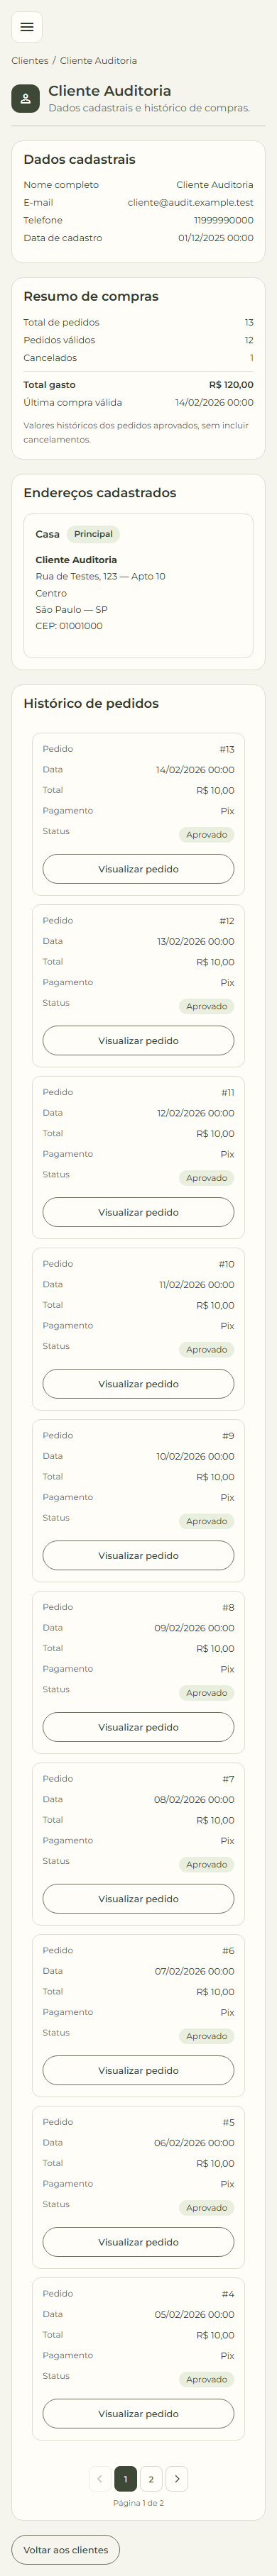 Clientes / Cliente Auditoria
Cliente Auditoria
Dados cadastrais e histórico de compras.
Dados cadastrais
Nome completo Cliente Auditoria
E-mail cliente@audit.example.test
Telefone 11999990000
Data de cadastro 01/12/2025 00:00
Resumo de compras
Total de pedidos 13
Pedidos válidos 12
Cancelados 1
Total gasto R$ 120,00
Última compra válida 14/02/2026 00:00
Valores históricos dos pedidos aprovados, sem incluir
cancelamentos.
Endereços cadastrados
Casa Principal
Cliente Auditoria
Rua de Testes, 123 — Apto 10
Centro
São Paulo — SP
CEP: 01001000
Histórico de pedidos
Pedido #13
Data 14/02/2026 00:00
Total R$ 10,00
Pagamento Pix
Status Aprovado
Visualizar pedido
Pedido #12
Data 13/02/2026 00:00
Total R$ 10,00
Pagamento Pix
Status Aprovado
Visualizar pedido
Pedido #11
Data 12/02/2026 00:00
Total R$ 10,00
Pagamento Pix
Status Aprovado
Visualizar pedido
Pedido #10
Data 11/02/2026 00:00
Total R$ 10,00
Pagamento Pix
Status Aprovado
Visualizar pedido
Pedido #9
Data 10/02/2026 00:00
Total R$ 10,00
Pagamento Pix
Status Aprovado
Visualizar pedido
Pedido #8
Data 09/02/2026 00:00
Total R$ 10,00
Pagamento Pix
Status Aprovado
Visualizar pedido
Pedido #7
Data 08/02/2026 00:00
Total R$ 10,00
Pagamento Pix
Status Aprovado
Visualizar pedido
Pedido #6
Data 07/02/2026 00:00
Total R$ 10,00
Pagamento Pix
Status Aprovado
Visualizar pedido
Pedido #5
Data 06/02/2026 00:00
Total R$ 10,00
Pagamento Pix
Status Aprovado
Visualizar pedido
Pedido #4
Data 05/02/2026 00:00
Total R$ 10,00
Pagamento Pix
Status Aprovado
Visualizar pedido
1 2
Página 1 de 2
Voltar aos clientes